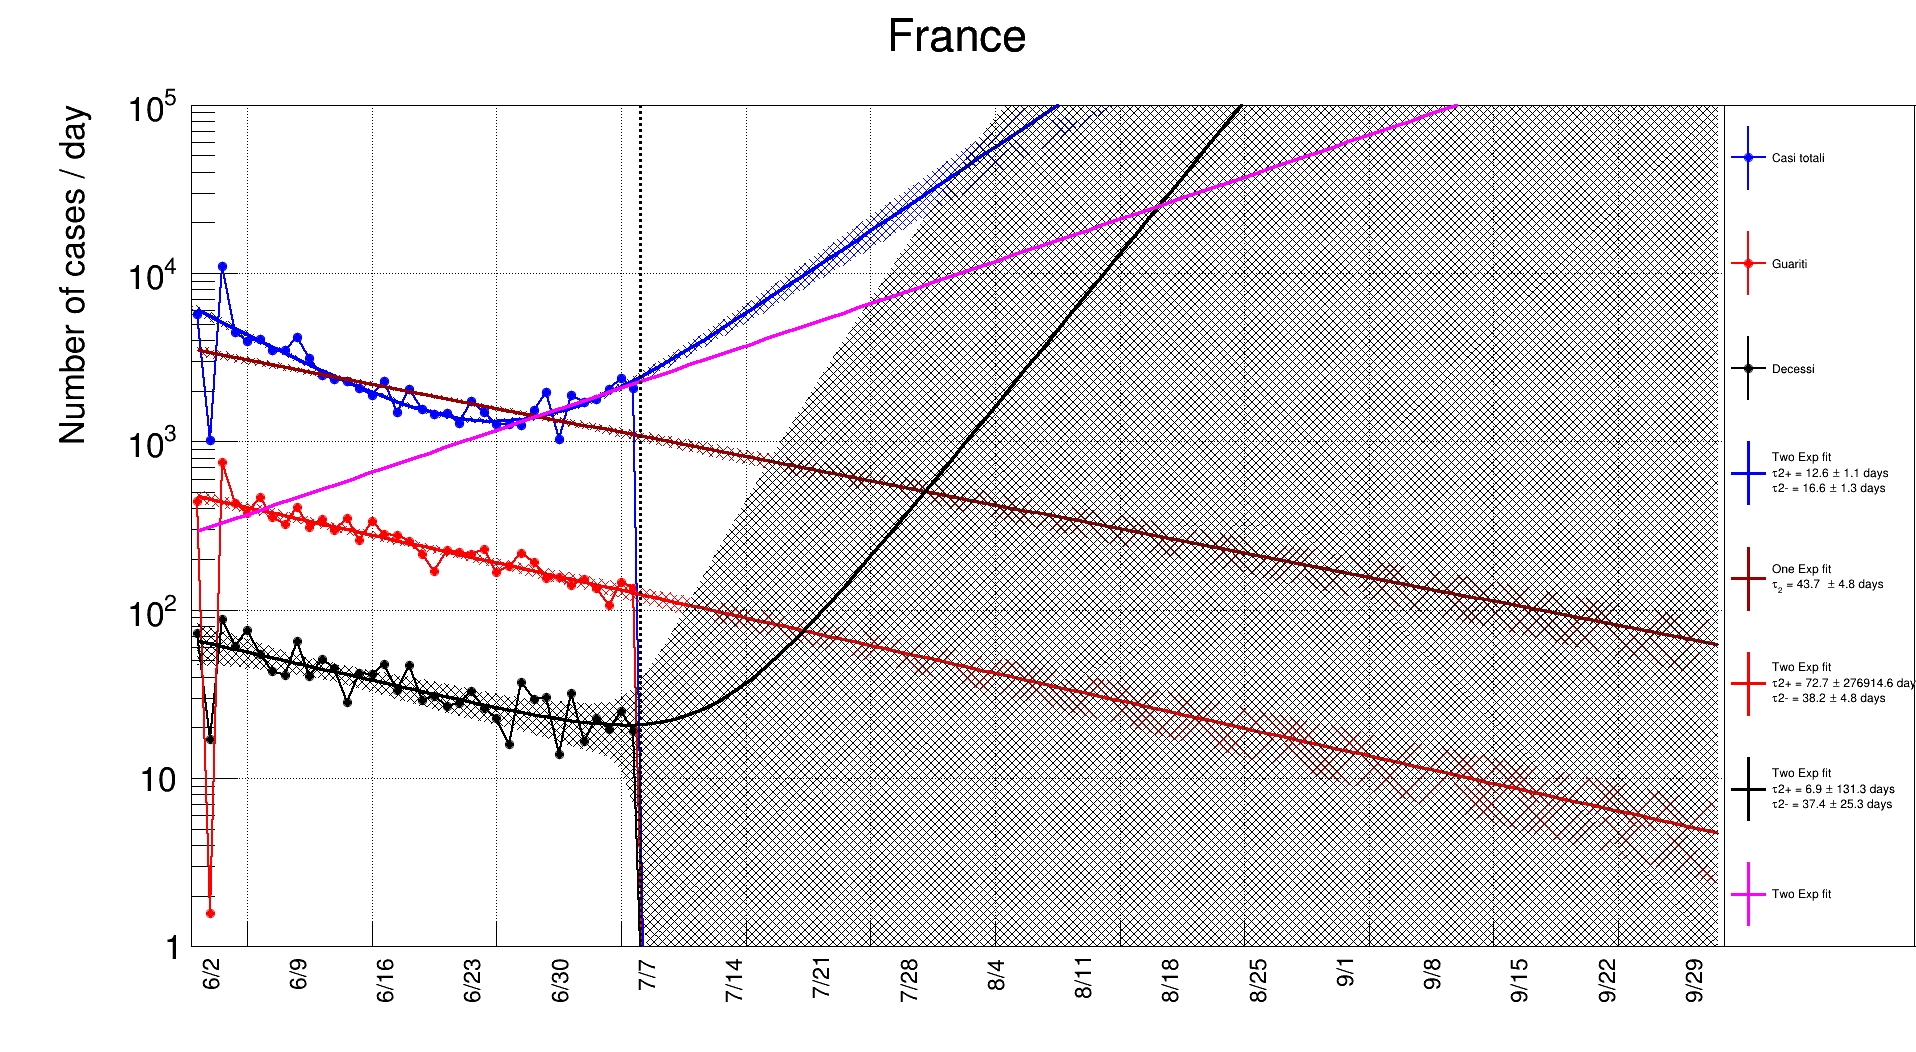 France
Number of cases / day
10^5
10^4
10^3
10^2
10
1
6/2
6/9
6/16
6/23
6/30
7/7
7/14
7/21
7/28
8/4
8/11
8/18
8/25
9/1
9/8
9/15
9/22
9/29
Casi totali
Guariti
Decessi
Two Exp fit
τ2+ = 12.6 ± 1.1 days
τ2- = 16.6 ± 1.3 days
One Exp fit
τ₂ = 43.7 ± 4.8 days
Two Exp fit
τ2+ = 72.7 ± 276914.6 day
τ2- = 38.2 ± 4.8 days
Two Exp fit
τ2+ = 6.9 ± 131.3 days
τ2- = 37.4 ± 25.3 days
Two Exp fit